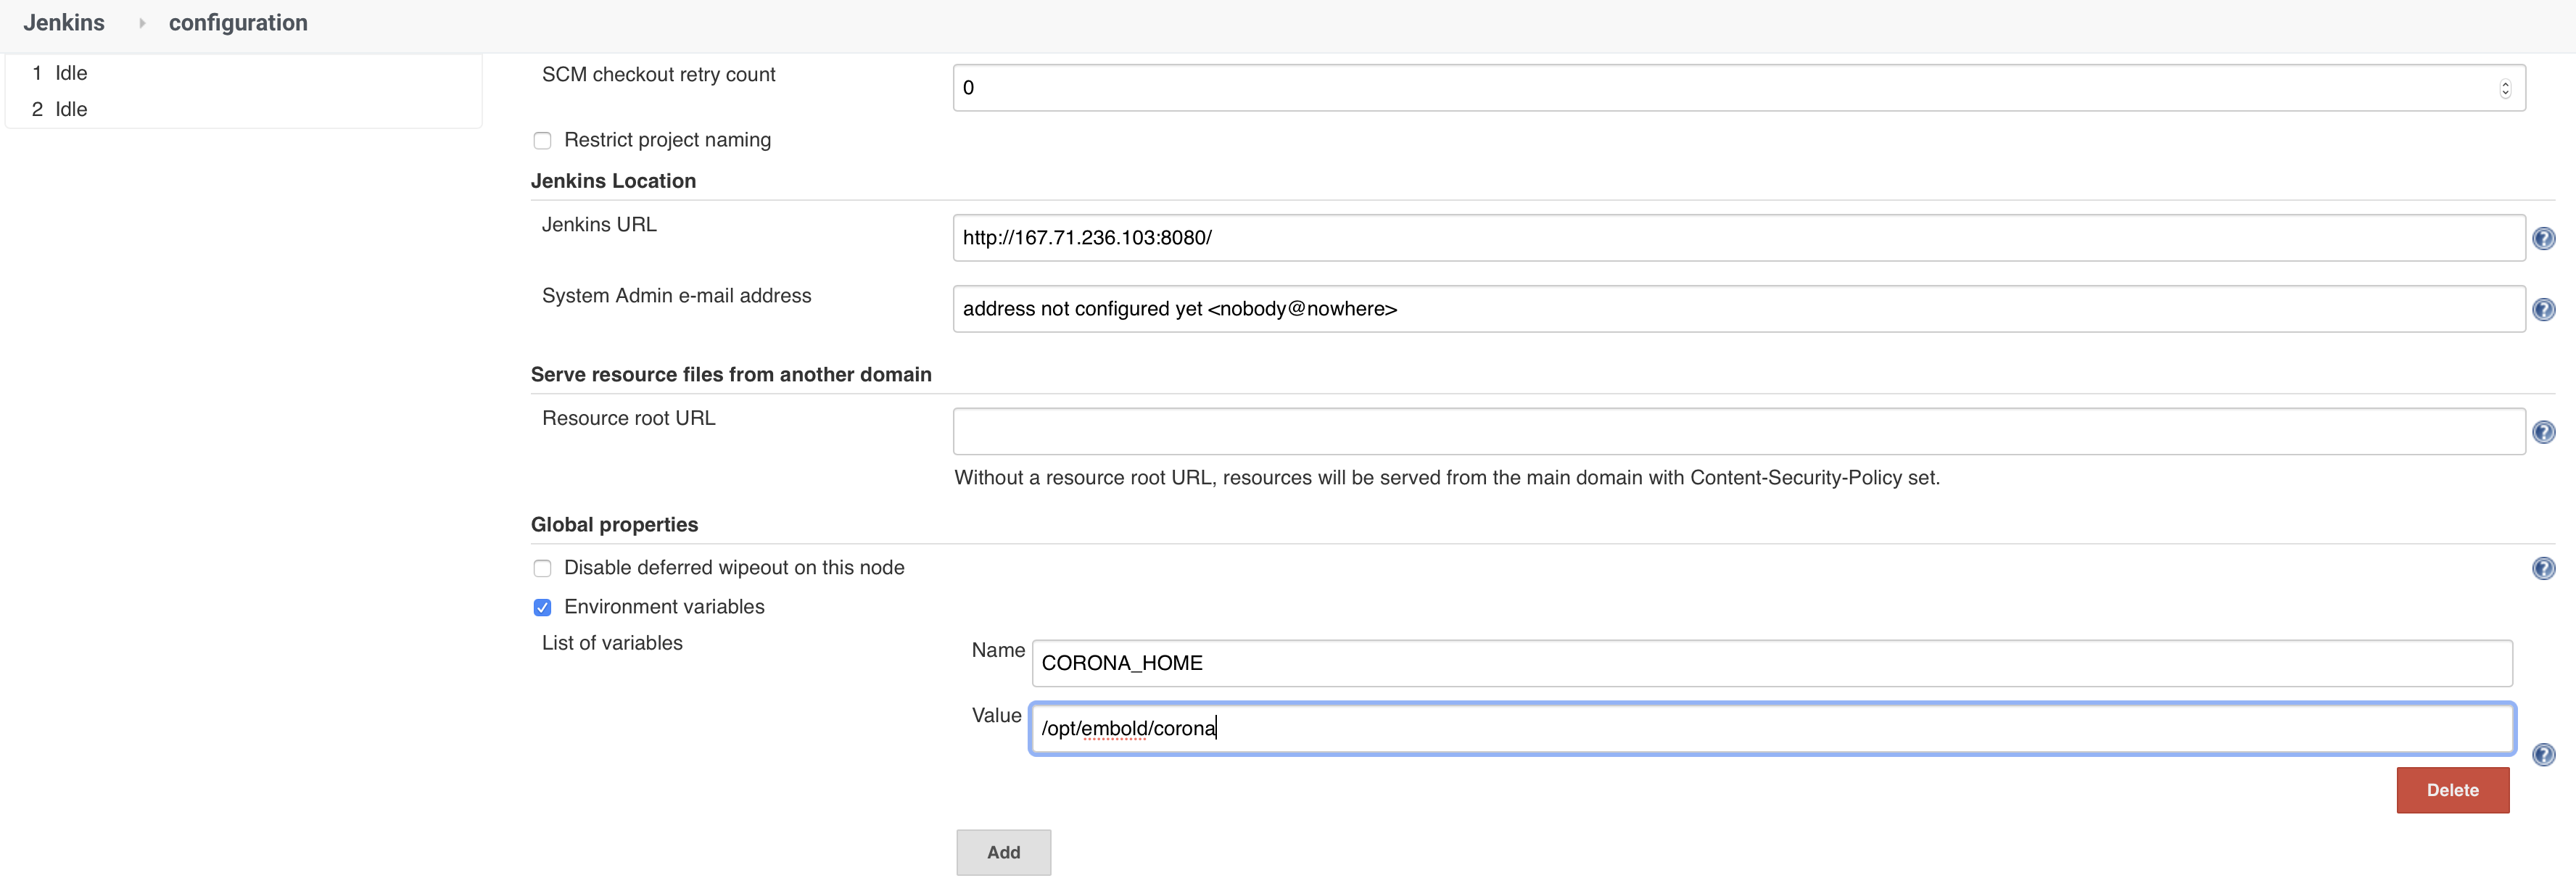 Jenkins configuration
1 Idle
2 Idle
SCM checkout retry count
0
Restrict project naming
Jenkins Location
Jenkins URL
http://167.71.236.103:8080/
System Admin e-mail address
address not configured yet <nobody@nowhere>
Serve resource files from another domain
Resource root URL
Without a resource root URL, resources will be served from the main domain with Content-Security-Policy set.
Global properties
Disable deferred wipeout on this node
Environment variables
List of variables
Name CORONA_HOME
Value /opt/embold/corona
Delete
Add